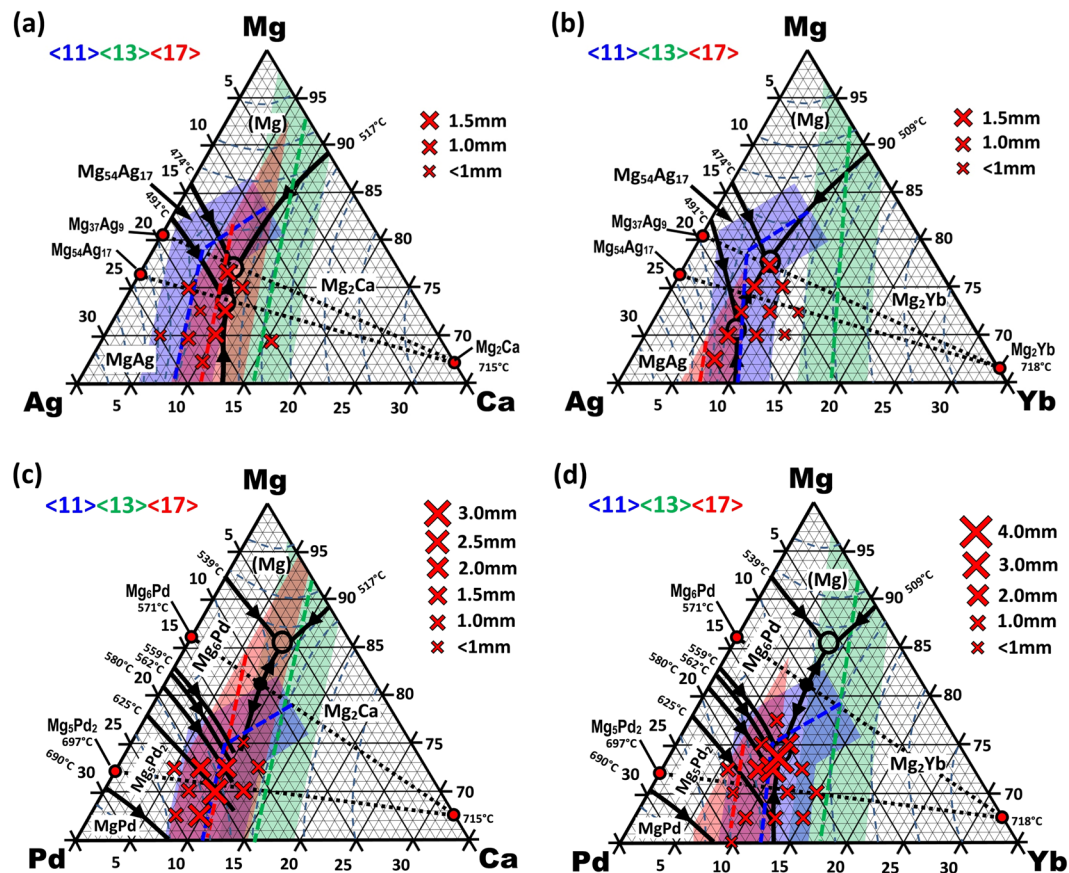 (a)
Mg
<11><13><17>
5
95
(Mg)
10
90
517°C
15
85
474°C
Mg54Ag17
491°C
Mg37Ag9
20
80
Mg54Ag17
25
75
Mg2Ca
30
70
MgAg
Mg2Ca
715°C
Ag
5
10
15
20
25
30
Ca
1.5mm
1.0mm
<1mm
(b)
Mg
<11><13><17>
5
95
(Mg)
10
90
509°C
15
85
474°C
Mg54Ag17
491°C
Mg37Ag9
20
80
Mg54Ag17
25
75
Mg2Yb
30
70
MgAg
Mg2Yb
718°C
Ag
5
10
15
20
25
30
Yb
1.5mm
1.0mm
<1mm
(c)
Mg
<11><13><17>
5
95
539°C
(Mg)
10
90
517°C
Mg6Pd
571°C
15
85
Mg6Pd
559°C
562°C
580°C
20
80
625°C
Mg2Ca
Mg5Pd2
697°C
25
75
Mg5Pd2
690°C
30
70
MgPd
715°C
Pd
5
10
15
20
25
30
Ca
3.0mm
2.5mm
2.0mm
1.5mm
1.0mm
<1mm
(d)
Mg
<11><13><17>
5
95
539°C
(Mg)
10
90
509°C
Mg6Pd
571°C
15
85
Mg6Pd
559°C
562°C
580°C
20
80
625°C
Mg5Pd2
697°C
25
75
Mg5Pd2
Mg2Yb
690°C
30
70
MgPd
718°C
Pd
5
10
15
20
25
30
Yb
4.0mm
3.0mm
2.0mm
1.0mm
<1mm